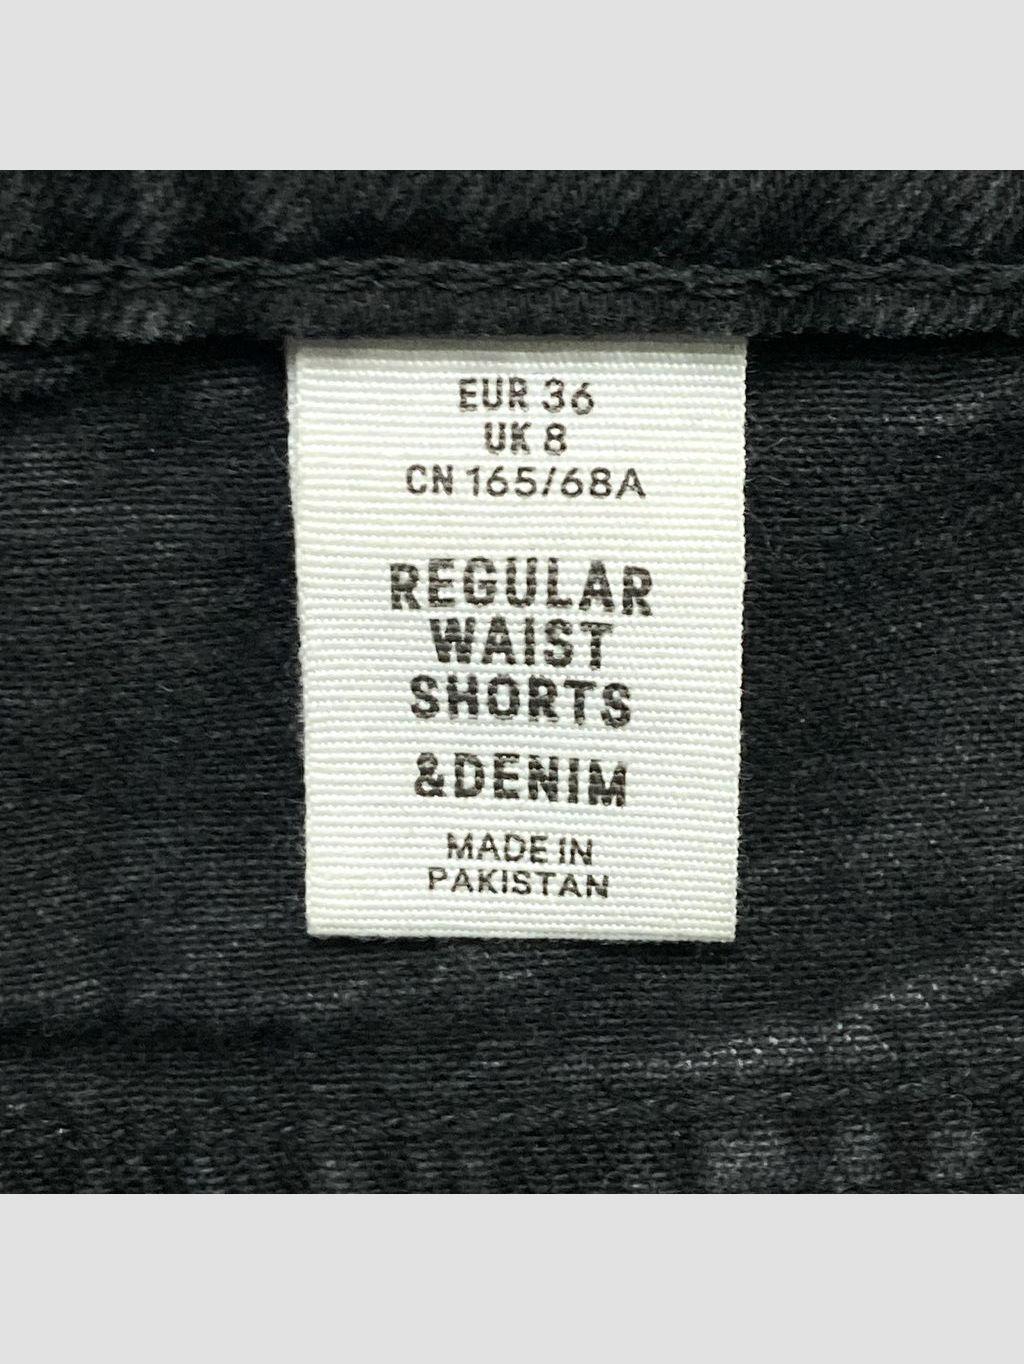 EUR 36
UK 8
CN 165/68A
REGULAR
WAIST
SHORTS
&DENIM
MADE IN
PAKISTAN